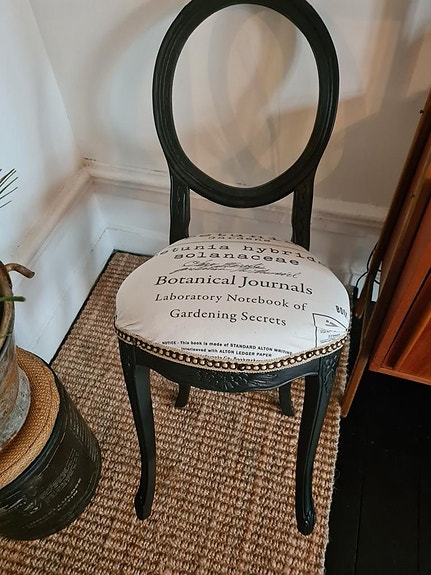 petunia hybrid
solanaceae
Botanical Journals
Laboratory Notebook of
Gardening Secrets
NOTICE - This book is made of STANDARD ALTON WRITING
interleaved with ALTON LEDGER PAPER